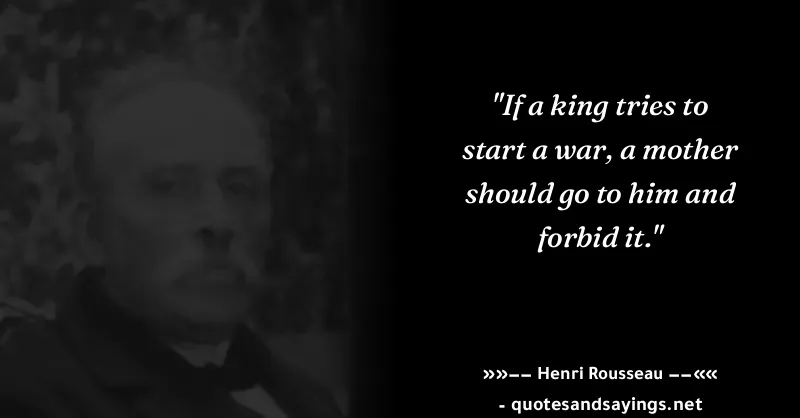 "If a king tries to
start a war, a mother
should go to him and
forbid it."
»»−− Henri Rousseau −−««
- quotesandsayings.net